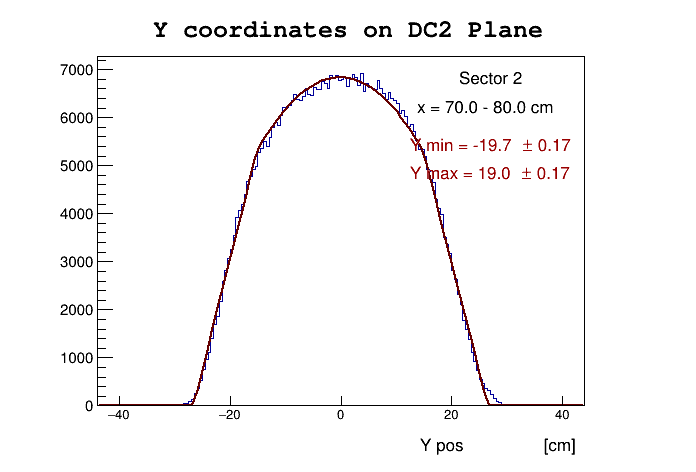 Y coordinates on DC2 Plane
Sector 2
x = 70.0 - 80.0 cm
Y min = -19.7 ± 0.17
Y max = 19.0 ± 0.17
7000
6000
5000
4000
3000
2000
1000
0
−40 −20 0 20 40
Y pos [cm]